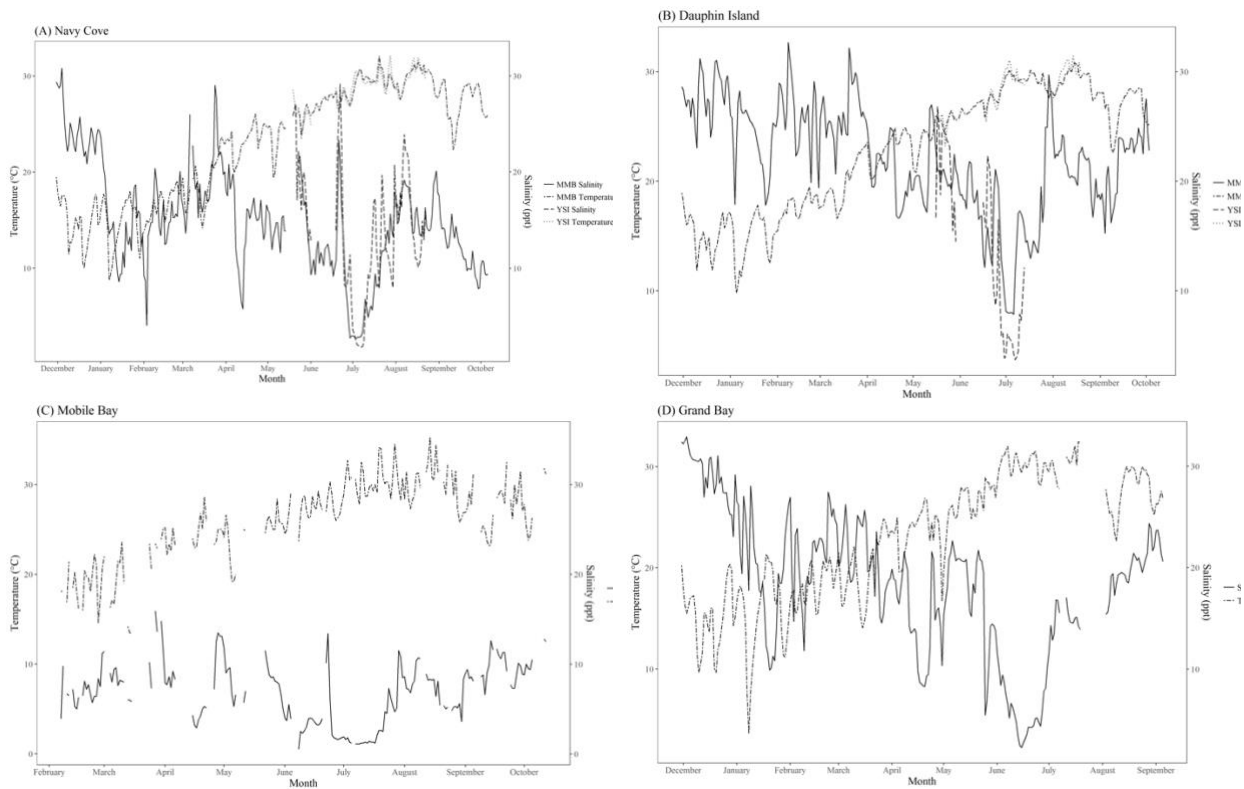 (A) Navy Cove
30
20
10
Temperature (°C)
30
20
10
Salinity (ppt)
MMB Salinity
MMB Temperature
YSI Salinity
YSI Temperature
December January February March April May June July August September October
Month
(B) Dauphin Island
30
20
10
Temperature (°C)
30
20
10
Salinity (ppt)
MM
MM
YSI
YSI
December January February March April May June July August September October
Month
(C) Mobile Bay
30
20
10
0
Temperature (°C)
30
20
10
0
Salinity (ppt)
February March April May June July August September October
Month
(D) Grand Bay
30
20
10
Temperature (°C)
30
20
10
Salinity (ppt)
S
T
December January February March April May June July August September
Month